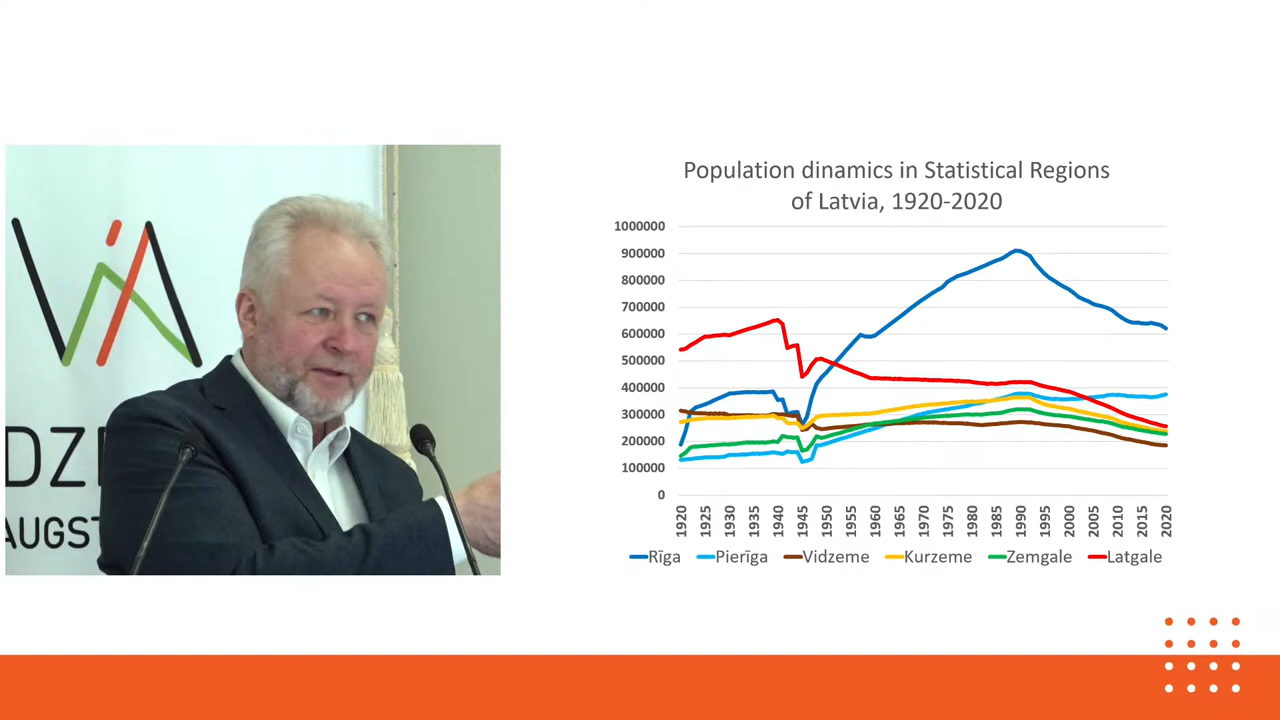 DZ
AUGST
Population dinamics in Statistical Regions
of Latvia, 1920-2020
1000000
900000
800000
700000
600000
500000
400000
300000
200000
100000
0
1920 1925 1930 1935 1940 1945 1950 1955 1960 1965 1970 1975 1980 1985 1990 1995 2000 2005 2010 2015 2020
Rīga Pierīga Vidzeme Kurzeme Zemgale Latgale